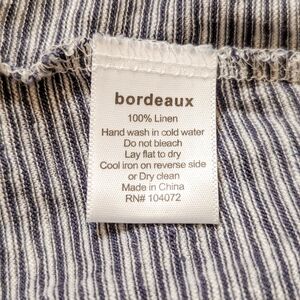 bordeaux
100% Linen
Hand wash in cold water
Do not bleach
Lay flat to dry
Cool iron on reverse side
or Dry clean
Made in China
RN# 104072